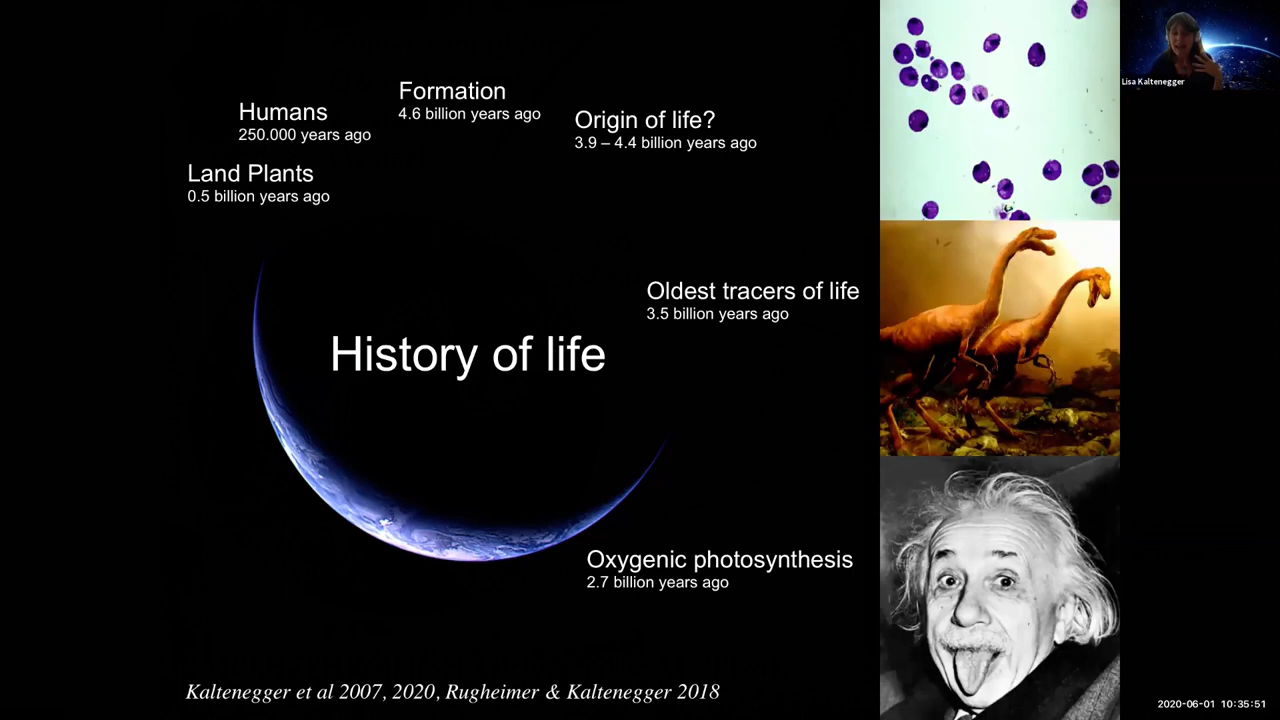 Formation
4.6 billion years ago
Humans
250.000 years ago
Origin of life?
3.9 – 4.4 billion years ago
Land Plants
0.5 billion years ago
Oldest tracers of life
3.5 billion years ago
History of life
Oxygenic photosynthesis
2.7 billion years ago
Kaltenegger et al 2007, 2020, Rugheimer & Kaltenegger 2018
Lisa Kaltenegger
2020-06-01 10:35:51